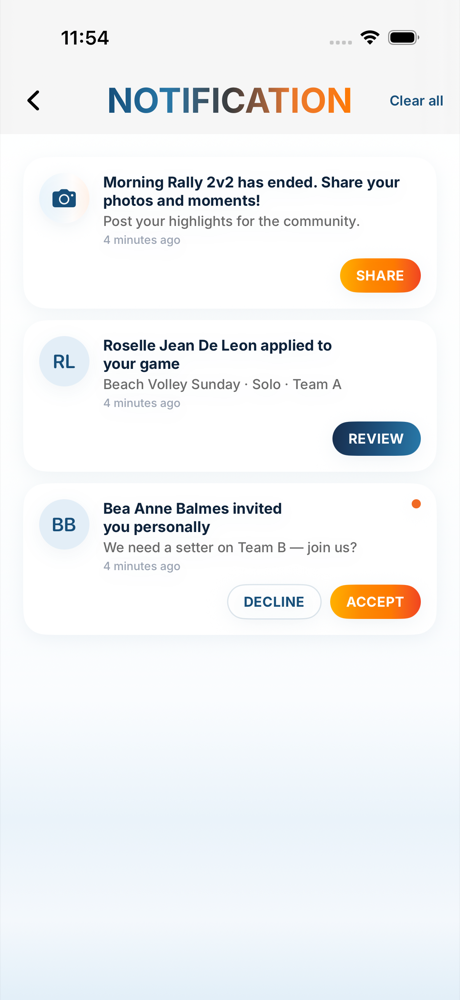 11:54
NOTIFICATION
Clear all
Morning Rally 2v2 has ended. Share your
photos and moments!
Post your highlights for the community.
4 minutes ago
SHARE
RL
Roselle Jean De Leon applied to
your game
Beach Volley Sunday · Solo · Team A
4 minutes ago
REVIEW
BB
Bea Anne Balmes invited
you personally
We need a setter on Team B — join us?
4 minutes ago
DECLINE
ACCEPT